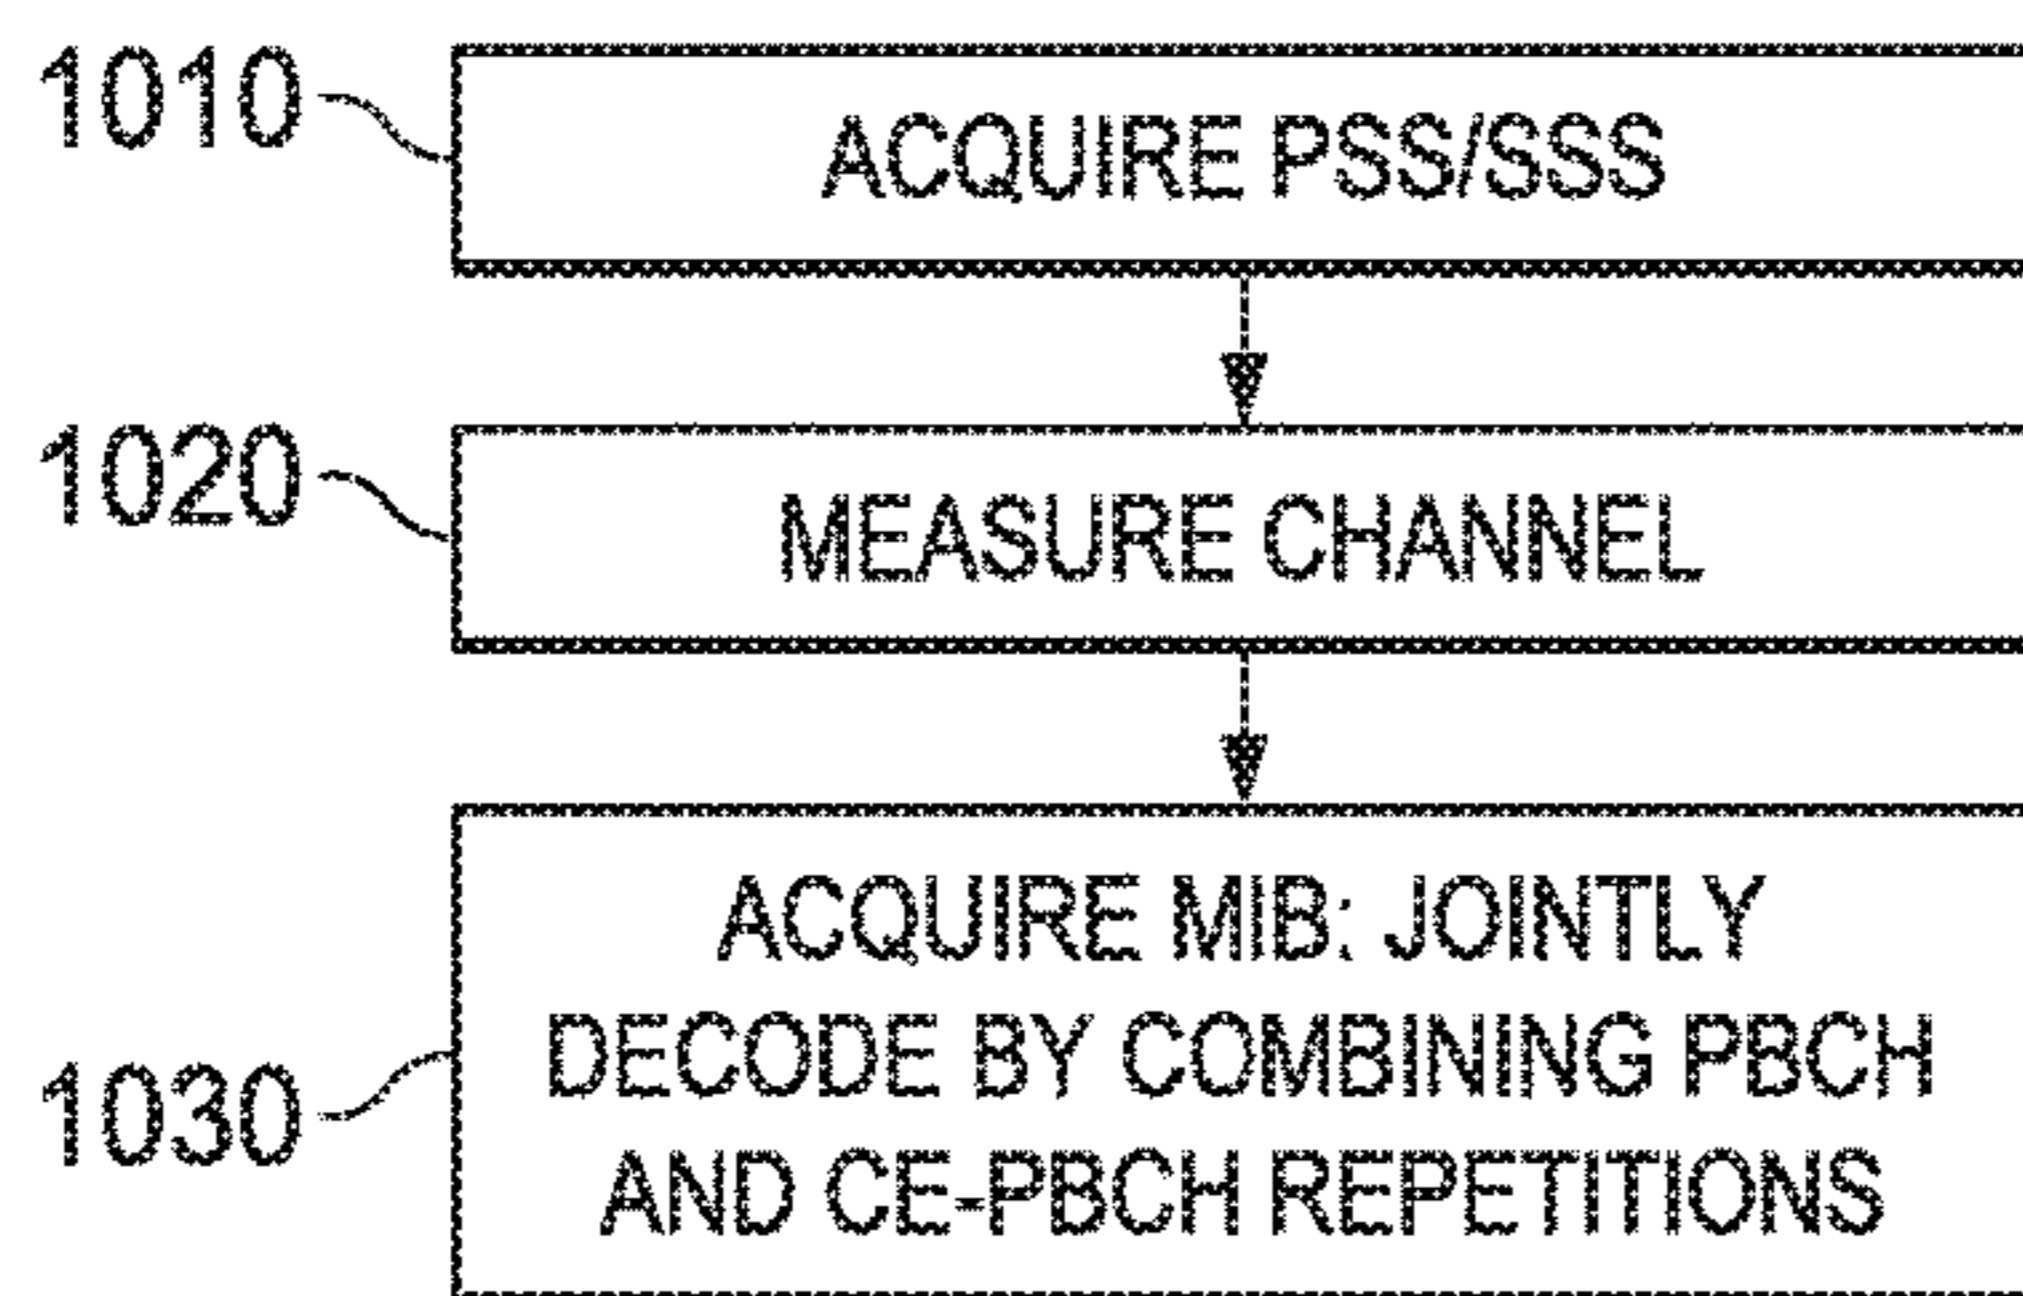 1010
ACQUIRE PSS/SSS
1020
MEASURE CHANNEL
1030
ACQUIRE MIB: JOINTLY
DECODE BY COMBINING PBCH
AND CE-PBCH REPETITIONS